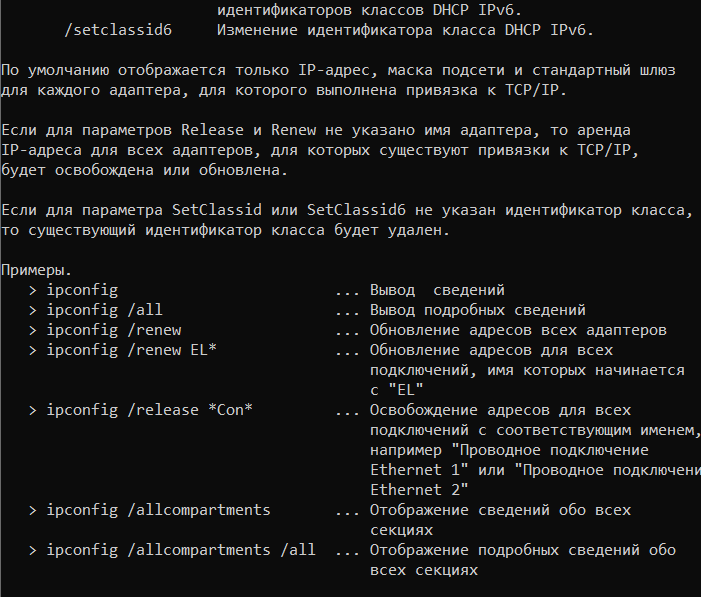 идентификаторов классов DHCP IPv6.
/setclassid6     Изменение идентификатора класса DHCP IPv6.
По умолчанию отображается только IP-адрес, маска подсети и стандартный шлюз
для каждого адаптера, для которого выполнена привязка к TCP/IP.
Если для параметров Release и Renew не указано имя адаптера, то аренда
IP-адреса для всех адаптеров, для которых существуют привязки к TCP/IP,
будет освобождена или обновлена.
Если для параметра SetClassid или SetClassid6 не указан идентификатор класса,
то существующий идентификатор класса будет удален.
Примеры.
> ipconfig                        ... Вывод  сведений
> ipconfig /all                   ... Вывод подробных сведений
> ipconfig /renew                 ... Обновление адресов всех адаптеров
> ipconfig /renew EL*             ... Обновление адресов для всех
подключений, имя которых начинается
с "EL"
> ipconfig /release *Con*         ... Освобождение адресов для всех
подключений с соответствующим именем,
например "Проводное подключение
Ethernet 1" или "Проводное подключени
Ethernet 2"
> ipconfig /allcompartments       ... Отображение сведений обо всех
секциях
> ipconfig /allcompartments /all  ... Отображение подробных сведений обо
всех секциях